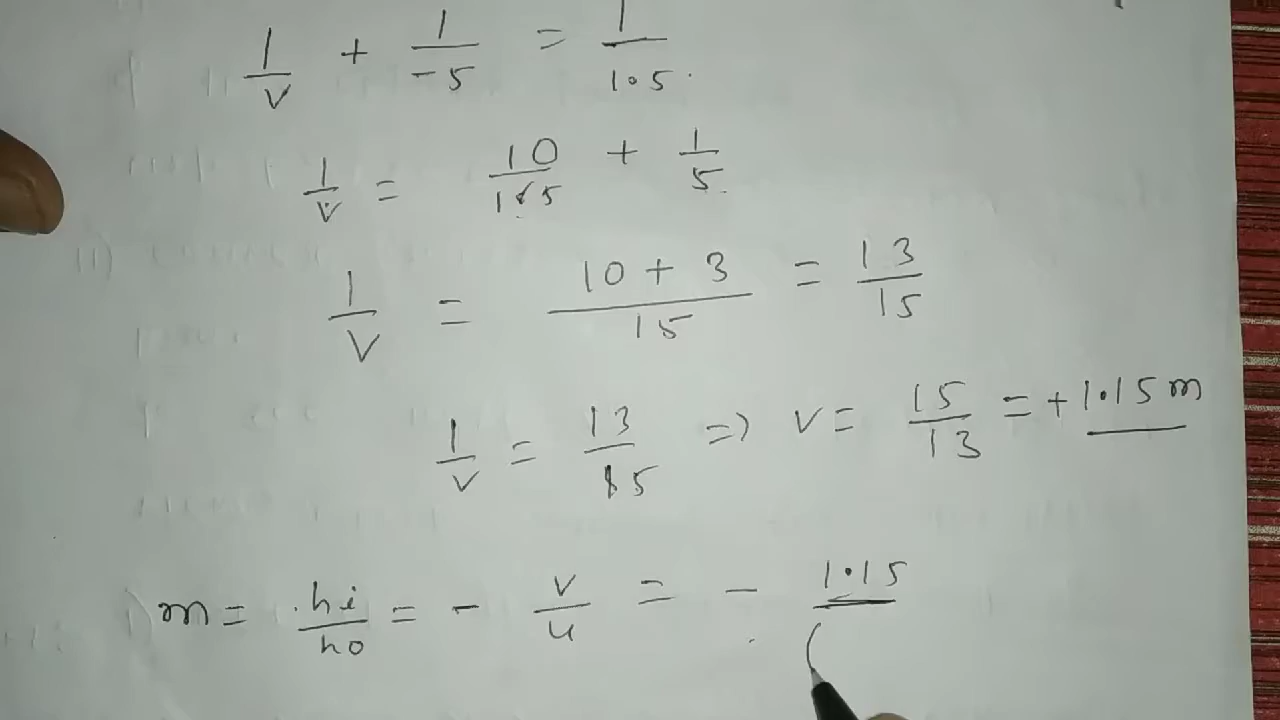 1/v + 1/-5 = 1/1.5
1/v = 10/15 + 1/5
1/v = 10+3/15 = 13/15
1/v = 13/15 => v = 15/13 = +1.15m
m = hi/ho = - v/u = - 1.15/(